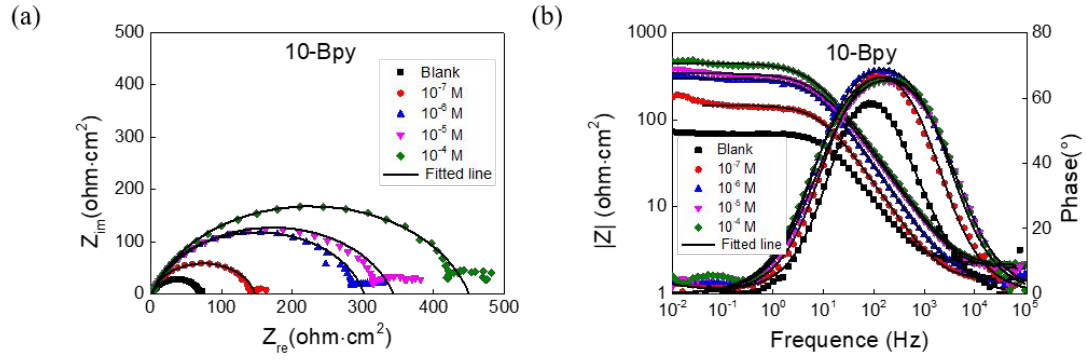 (a)
10-Bpy
500
400
300
200
100
0
Z_im(ohm·cm²)
Blank
10⁻⁷ M
10⁻⁶ M
10⁻⁵ M
10⁻⁴ M
Fitted line
0 100 200 300 400 500
Z_re(ohm·cm²)
(b)
10-Bpy
1000
100
10
1
|Z| (ohm·cm²)
Blank
10⁻⁷ M
10⁻⁶ M
10⁻⁵ M
10⁻⁴ M
Fitted line
80
60
40
20
0
Phase(°)
10⁻² 10⁻¹ 10⁰ 10¹ 10² 10³ 10⁴ 10⁵
Frequence (Hz)